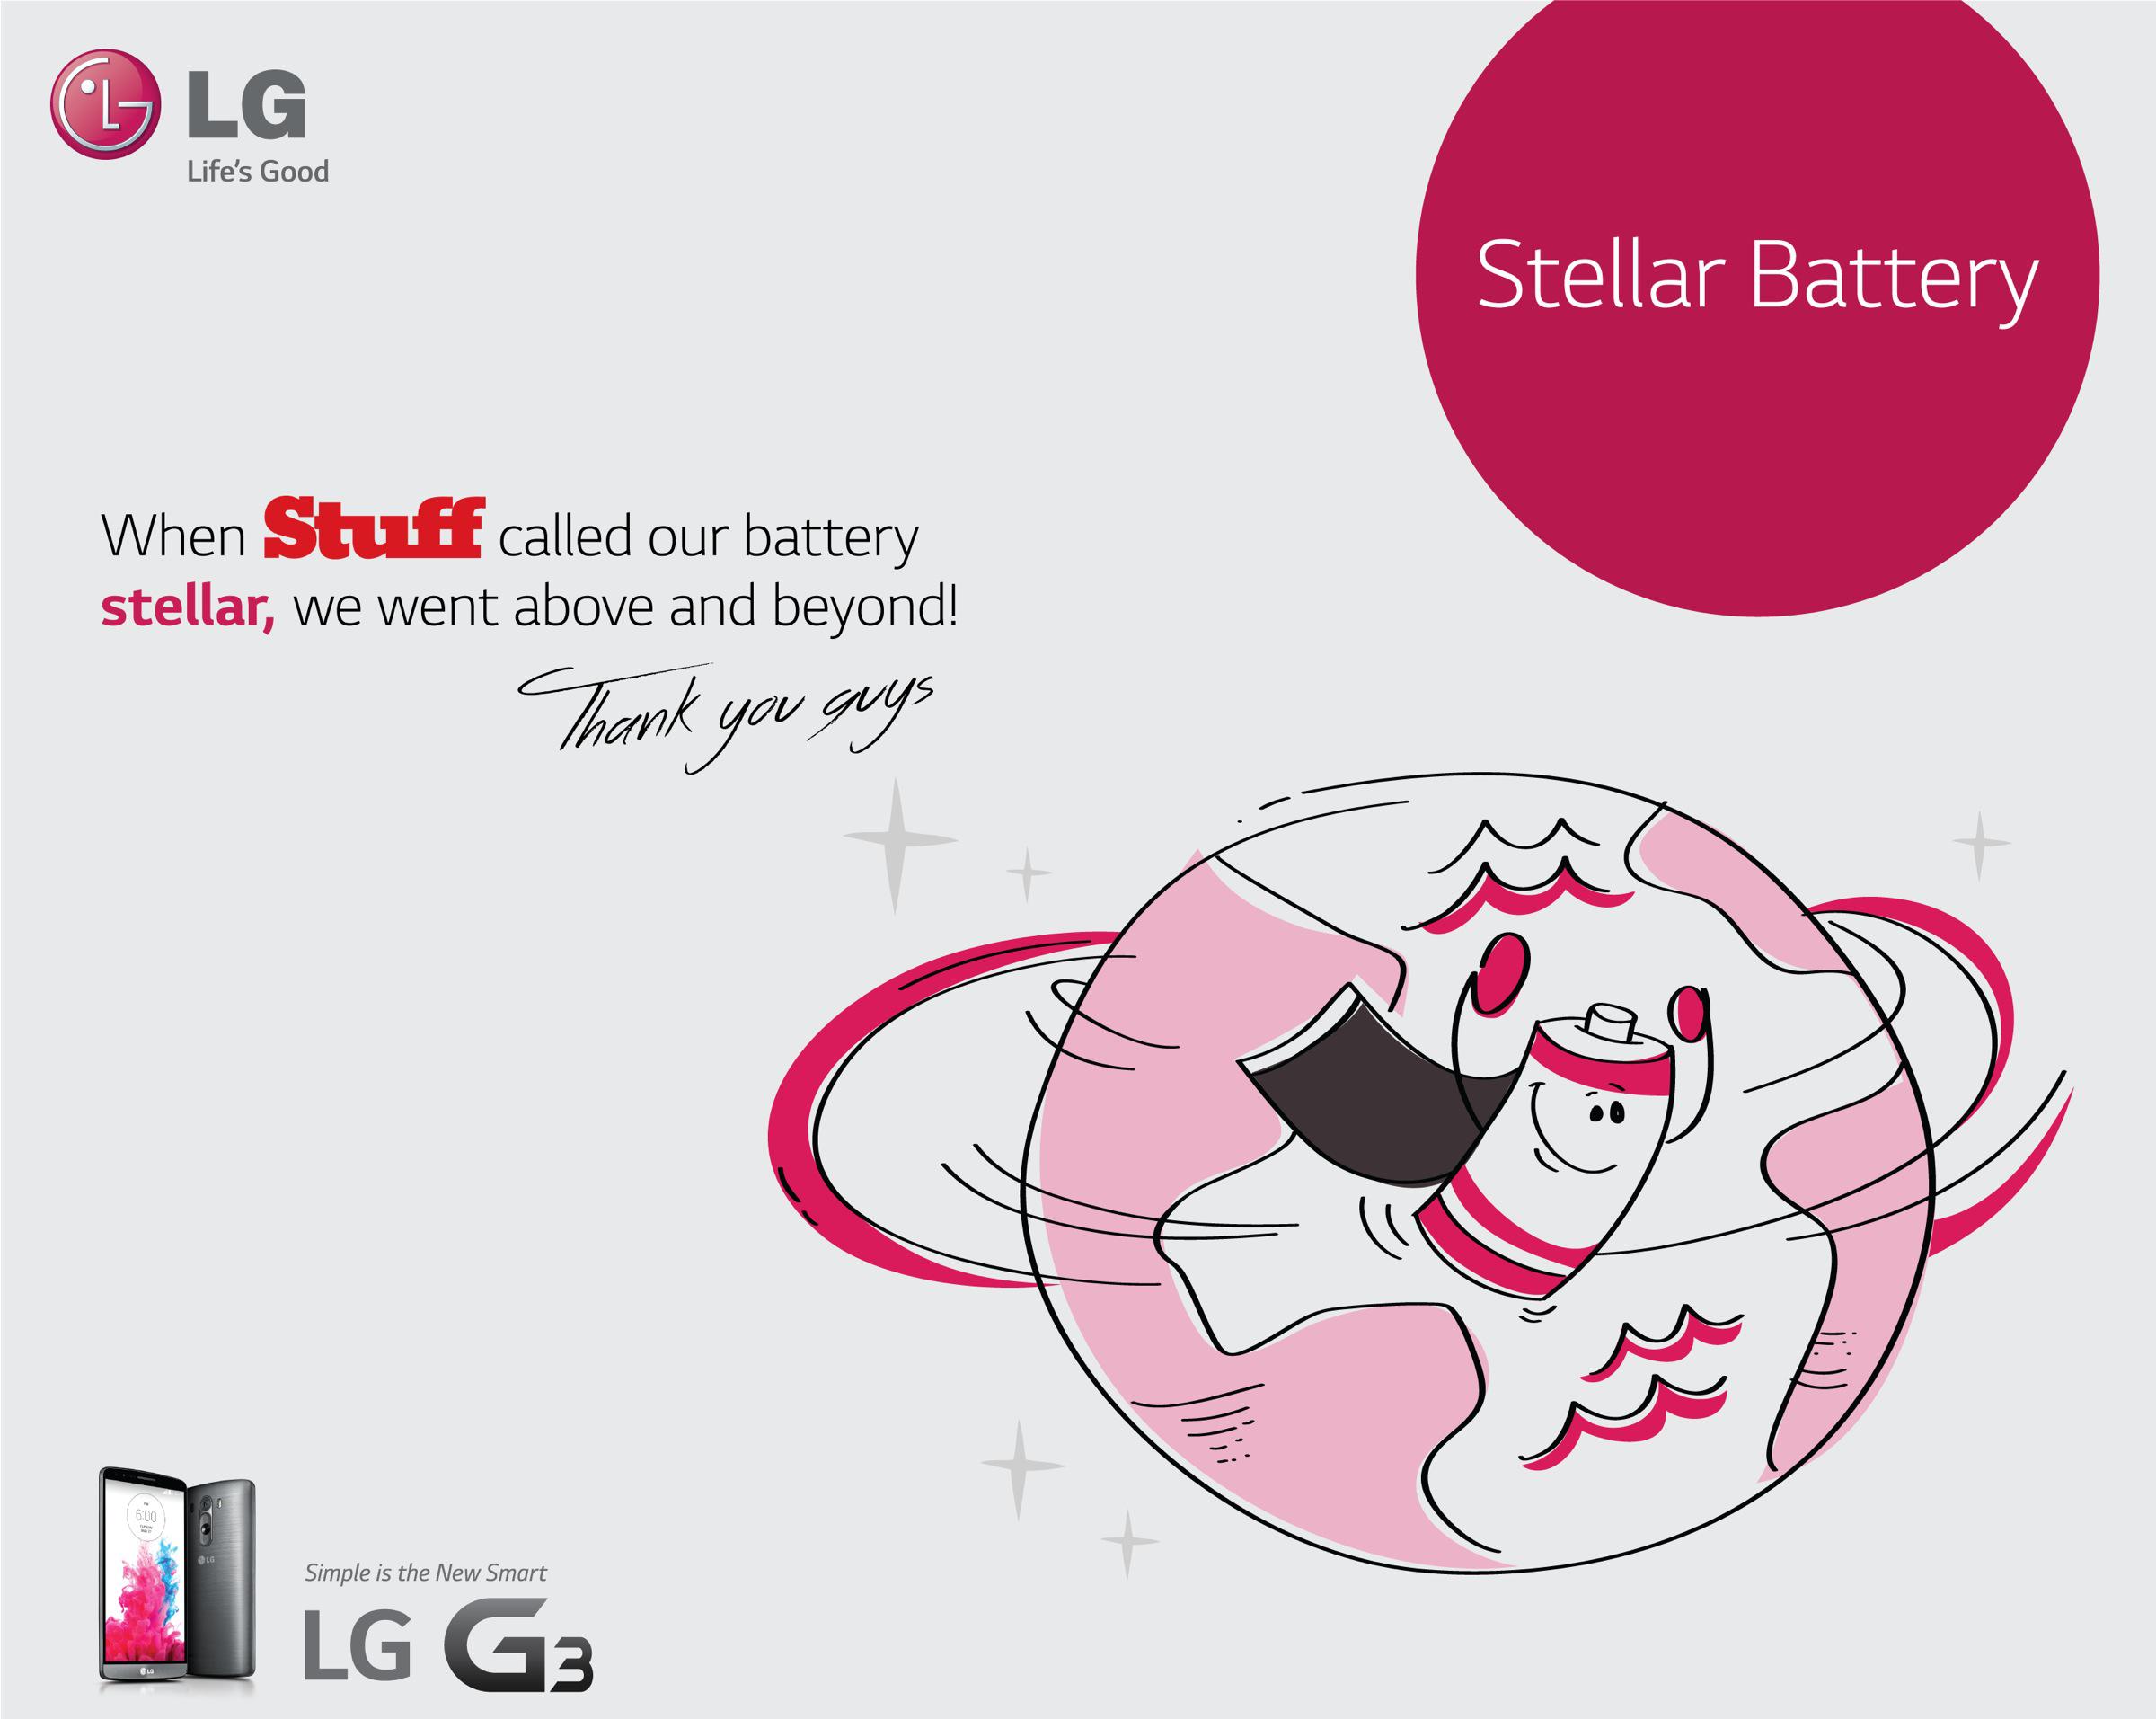 LG
Life's Good
Stellar Battery
When Stuff called our battery
stellar, we went above and beyond!
Thank you guys
6:00
LG
LG
Simple is the New Smart
LG G3